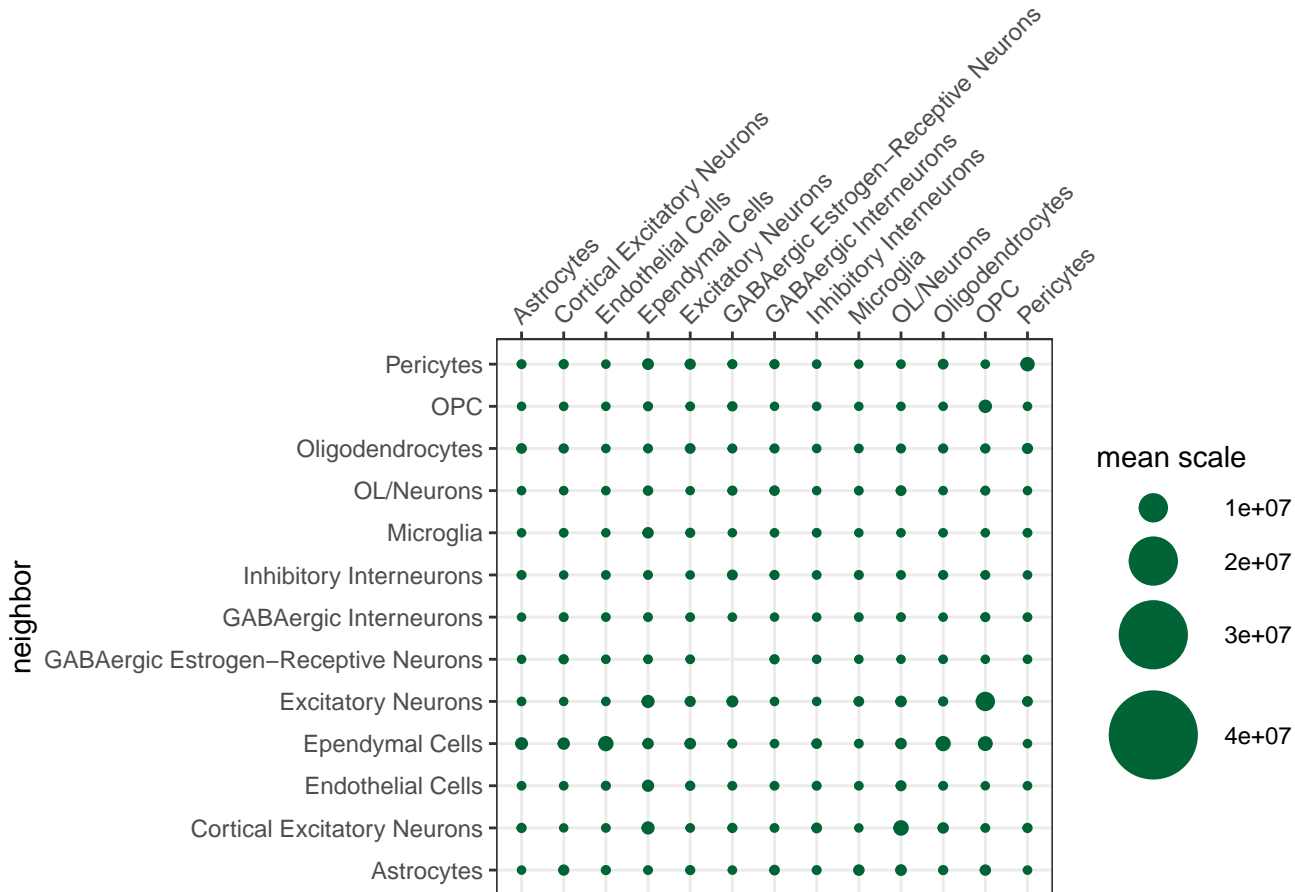 Astrocytes
Cortical Excitatory Neurons
Endothelial Cells
Ependymal Cells
Excitatory Neurons
GABAergic Estrogen−Receptive Neurons
GABAergic Interneurons
Inhibitory Interneurons
Microglia
OL/Neurons
Oligodendrocytes
OPC
Pericytes
Pericytes
OPC
Oligodendrocytes
OL/Neurons
Microglia
Inhibitory Interneurons
GABAergic Interneurons
GABAergic Estrogen−Receptive Neurons
Excitatory Neurons
Ependymal Cells
Endothelial Cells
Cortical Excitatory Neurons
Astrocytes
neighbor
mean scale
1e+07
2e+07
3e+07
4e+07